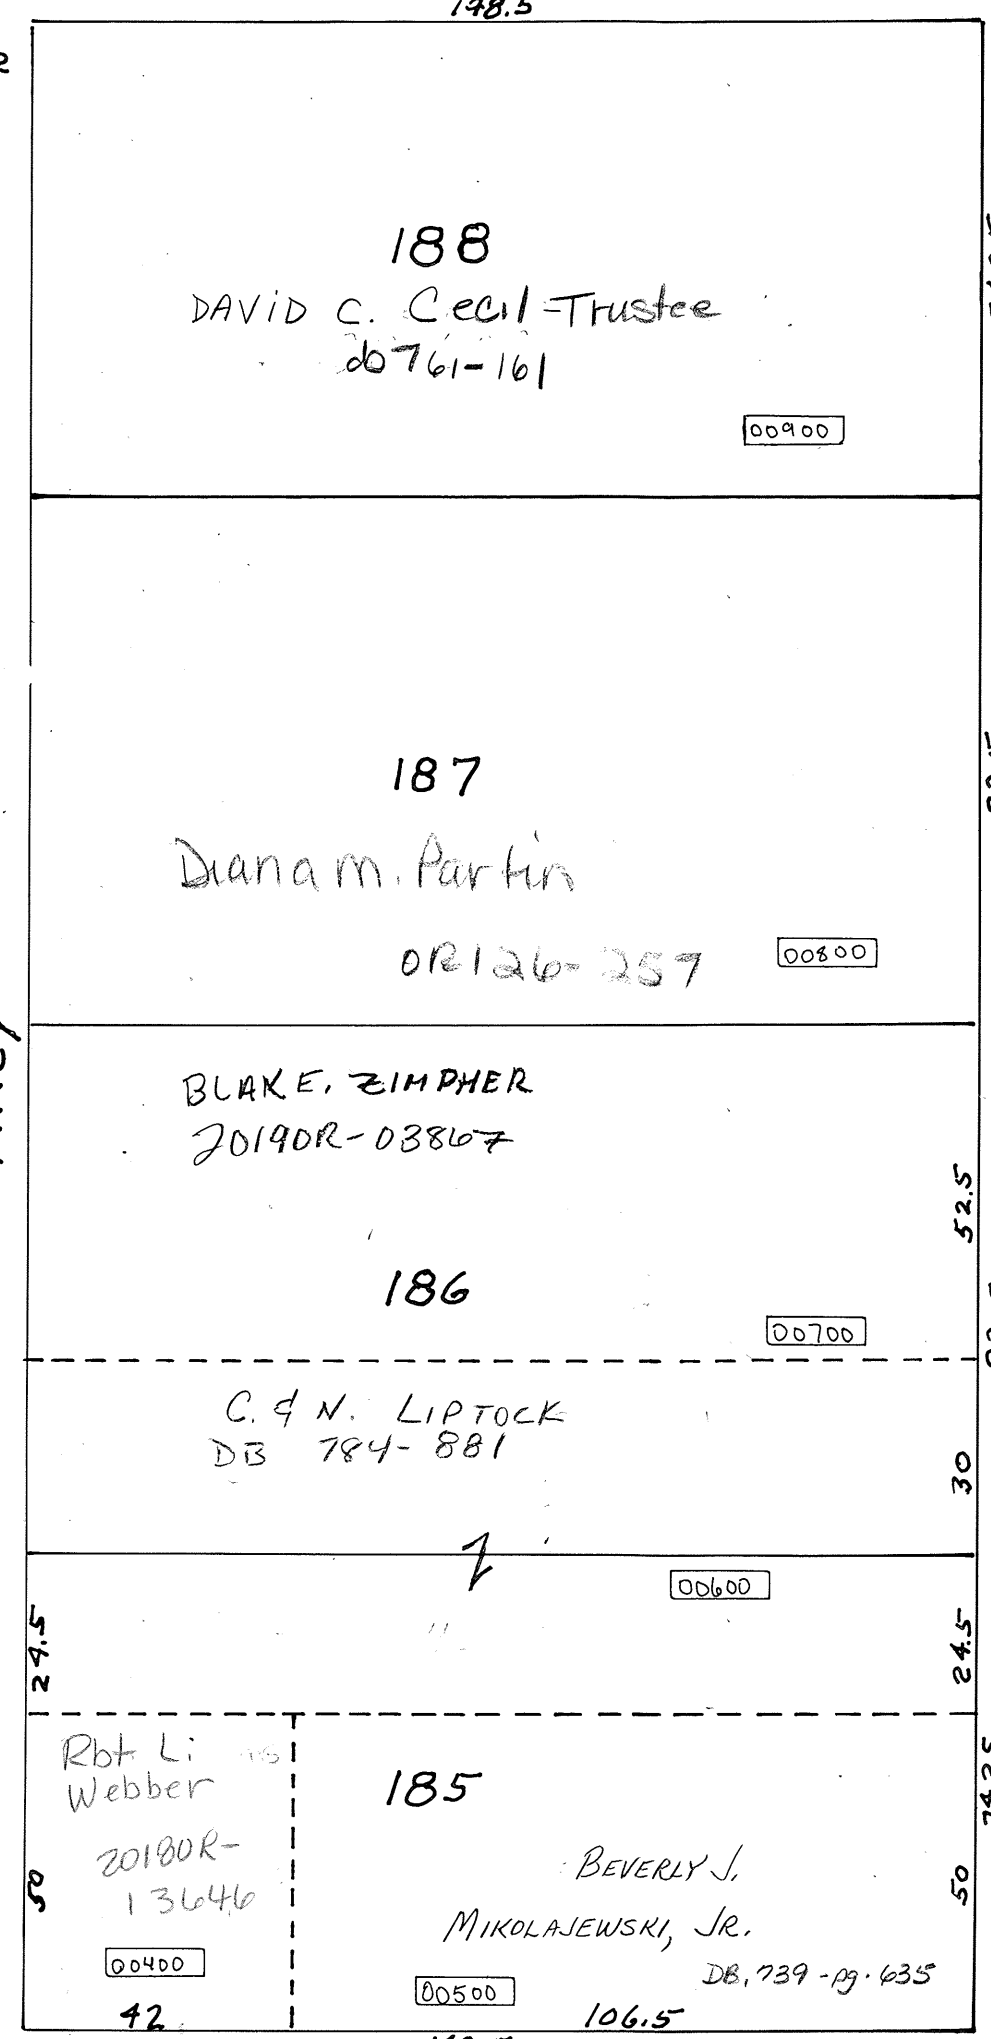 148.5
188
DAVID C. Cecil-Trustee
db 761-161
00900
187
Diana M. Partin
OR126-257
00800
BLAKE. ZIMPHER
2019OR-03867
52.5
186
00700
C. & N. LIPTOCK
DB 784-881
30
00600
24.5
24.5
Rbt. L.
Webber
2018OR-
13646
50
00400
42
185
BEVERLY J.
MIKOLAJEWSKI, JR.
DB, 739 -pg. 635
50
00500
106.5